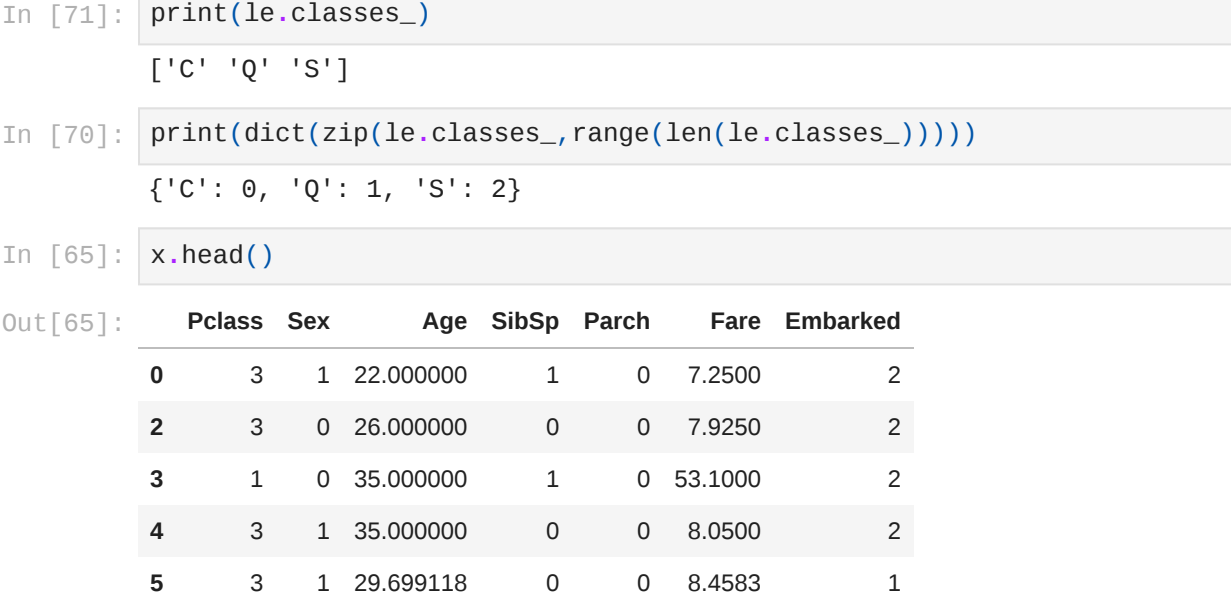 In [71]: print(le.classes_)
['C' 'Q' 'S']
In [70]: print(dict(zip(le.classes_,range(len(le.classes_)))))
{'C': 0, 'Q': 1, 'S': 2}
In [65]: x.head()
Out[65]: Pclass Sex Age SibSp Parch Fare Embarked
0 3 1 22.000000 1 0 7.2500 2
2 3 0 26.000000 0 0 7.9250 2
3 1 0 35.000000 1 0 53.1000 2
4 3 1 35.000000 0 0 8.0500 2
5 3 1 29.699118 0 0 8.4583 1